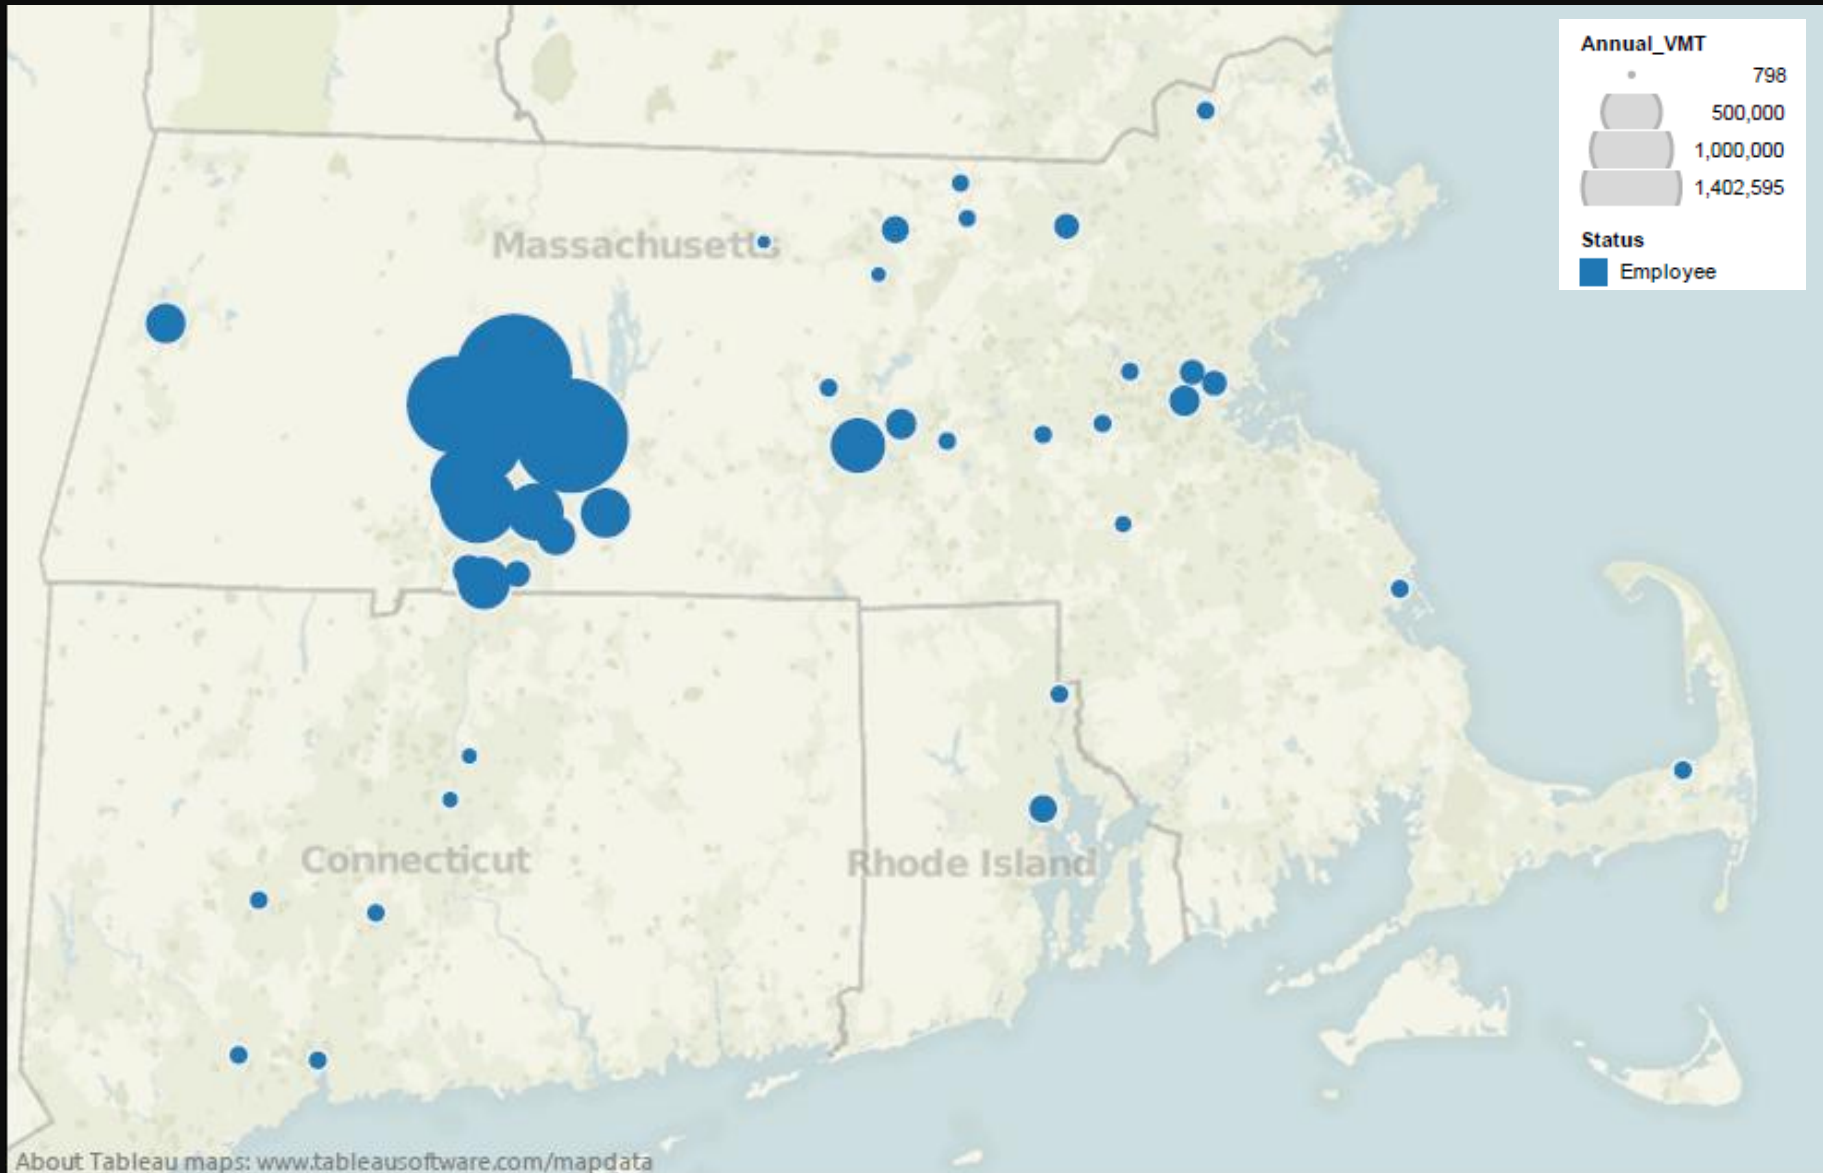 Annual_VMT
798
500,000
1,000,000
1,402,595
Status
Employee
Massachusetts
Connecticut
Rhode Island
About Tableau maps: www.tableausoftware.com/mapdata